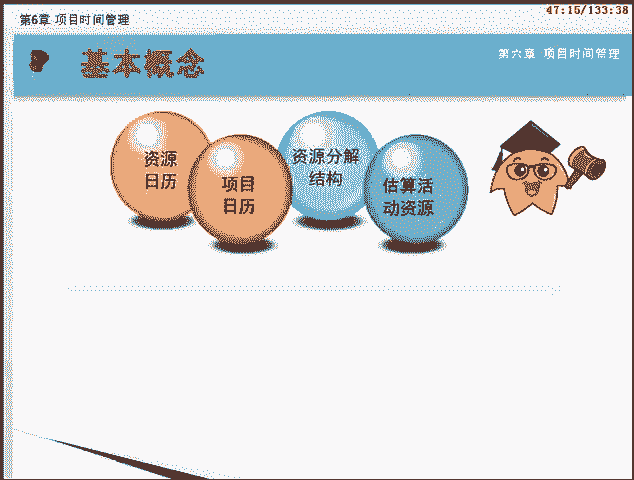 47:15/133:38
第6章 项目时间管理
基本概念
第六章 项目时间管理
资源
日历
项目
日历
资源分解
结构
估算活
动资源